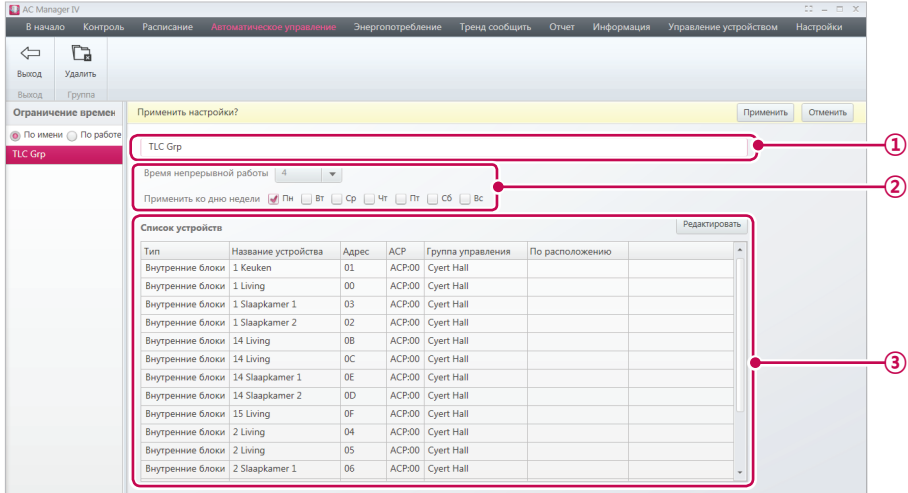 AC Manager IV
В начало Контроль Расписание Автоматическое управление Энергопотребление Тренд сообщить Отчет Информация Управление устройством Настройки
Выход Удалить
Выход Группа
Ограничение времен
Применить настройки? Применить Отменить
По имени По работе
TLC Grp
TLC Grp
①
Время непрерывной работы 4
②
Применить ко дню недели Пн Вт Ср Чт Пт Сб Вс
Список устройств Редактировать
Тип Название устройства Адрес ACP Группа управления По расположению
Внутренние блоки 1 Keuken 01 ACP:00 Cyert Hall
Внутренние блоки 1 Living 00 ACP:00 Cyert Hall
Внутренние блоки 1 Slaapkamer 1 03 ACP:00 Cyert Hall
Внутренние блоки 1 Slaapkamer 2 02 ACP:00 Cyert Hall
Внутренние блоки 14 Living 0B ACP:00 Cyert Hall
Внутренние блоки 14 Living 0C ACP:00 Cyert Hall
③
Внутренние блоки 14 Slaapkamer 1 0E ACP:00 Cyert Hall
Внутренние блоки 14 Slaapkamer 2 0D ACP:00 Cyert Hall
Внутренние блоки 15 Living 0F ACP:00 Cyert Hall
Внутренние блоки 2 Living 04 ACP:00 Cyert Hall
Внутренние блоки 2 Living 05 ACP:00 Cyert Hall
Внутренние блоки 2 Slaapkamer 1 06 ACP:00 Cyert Hall